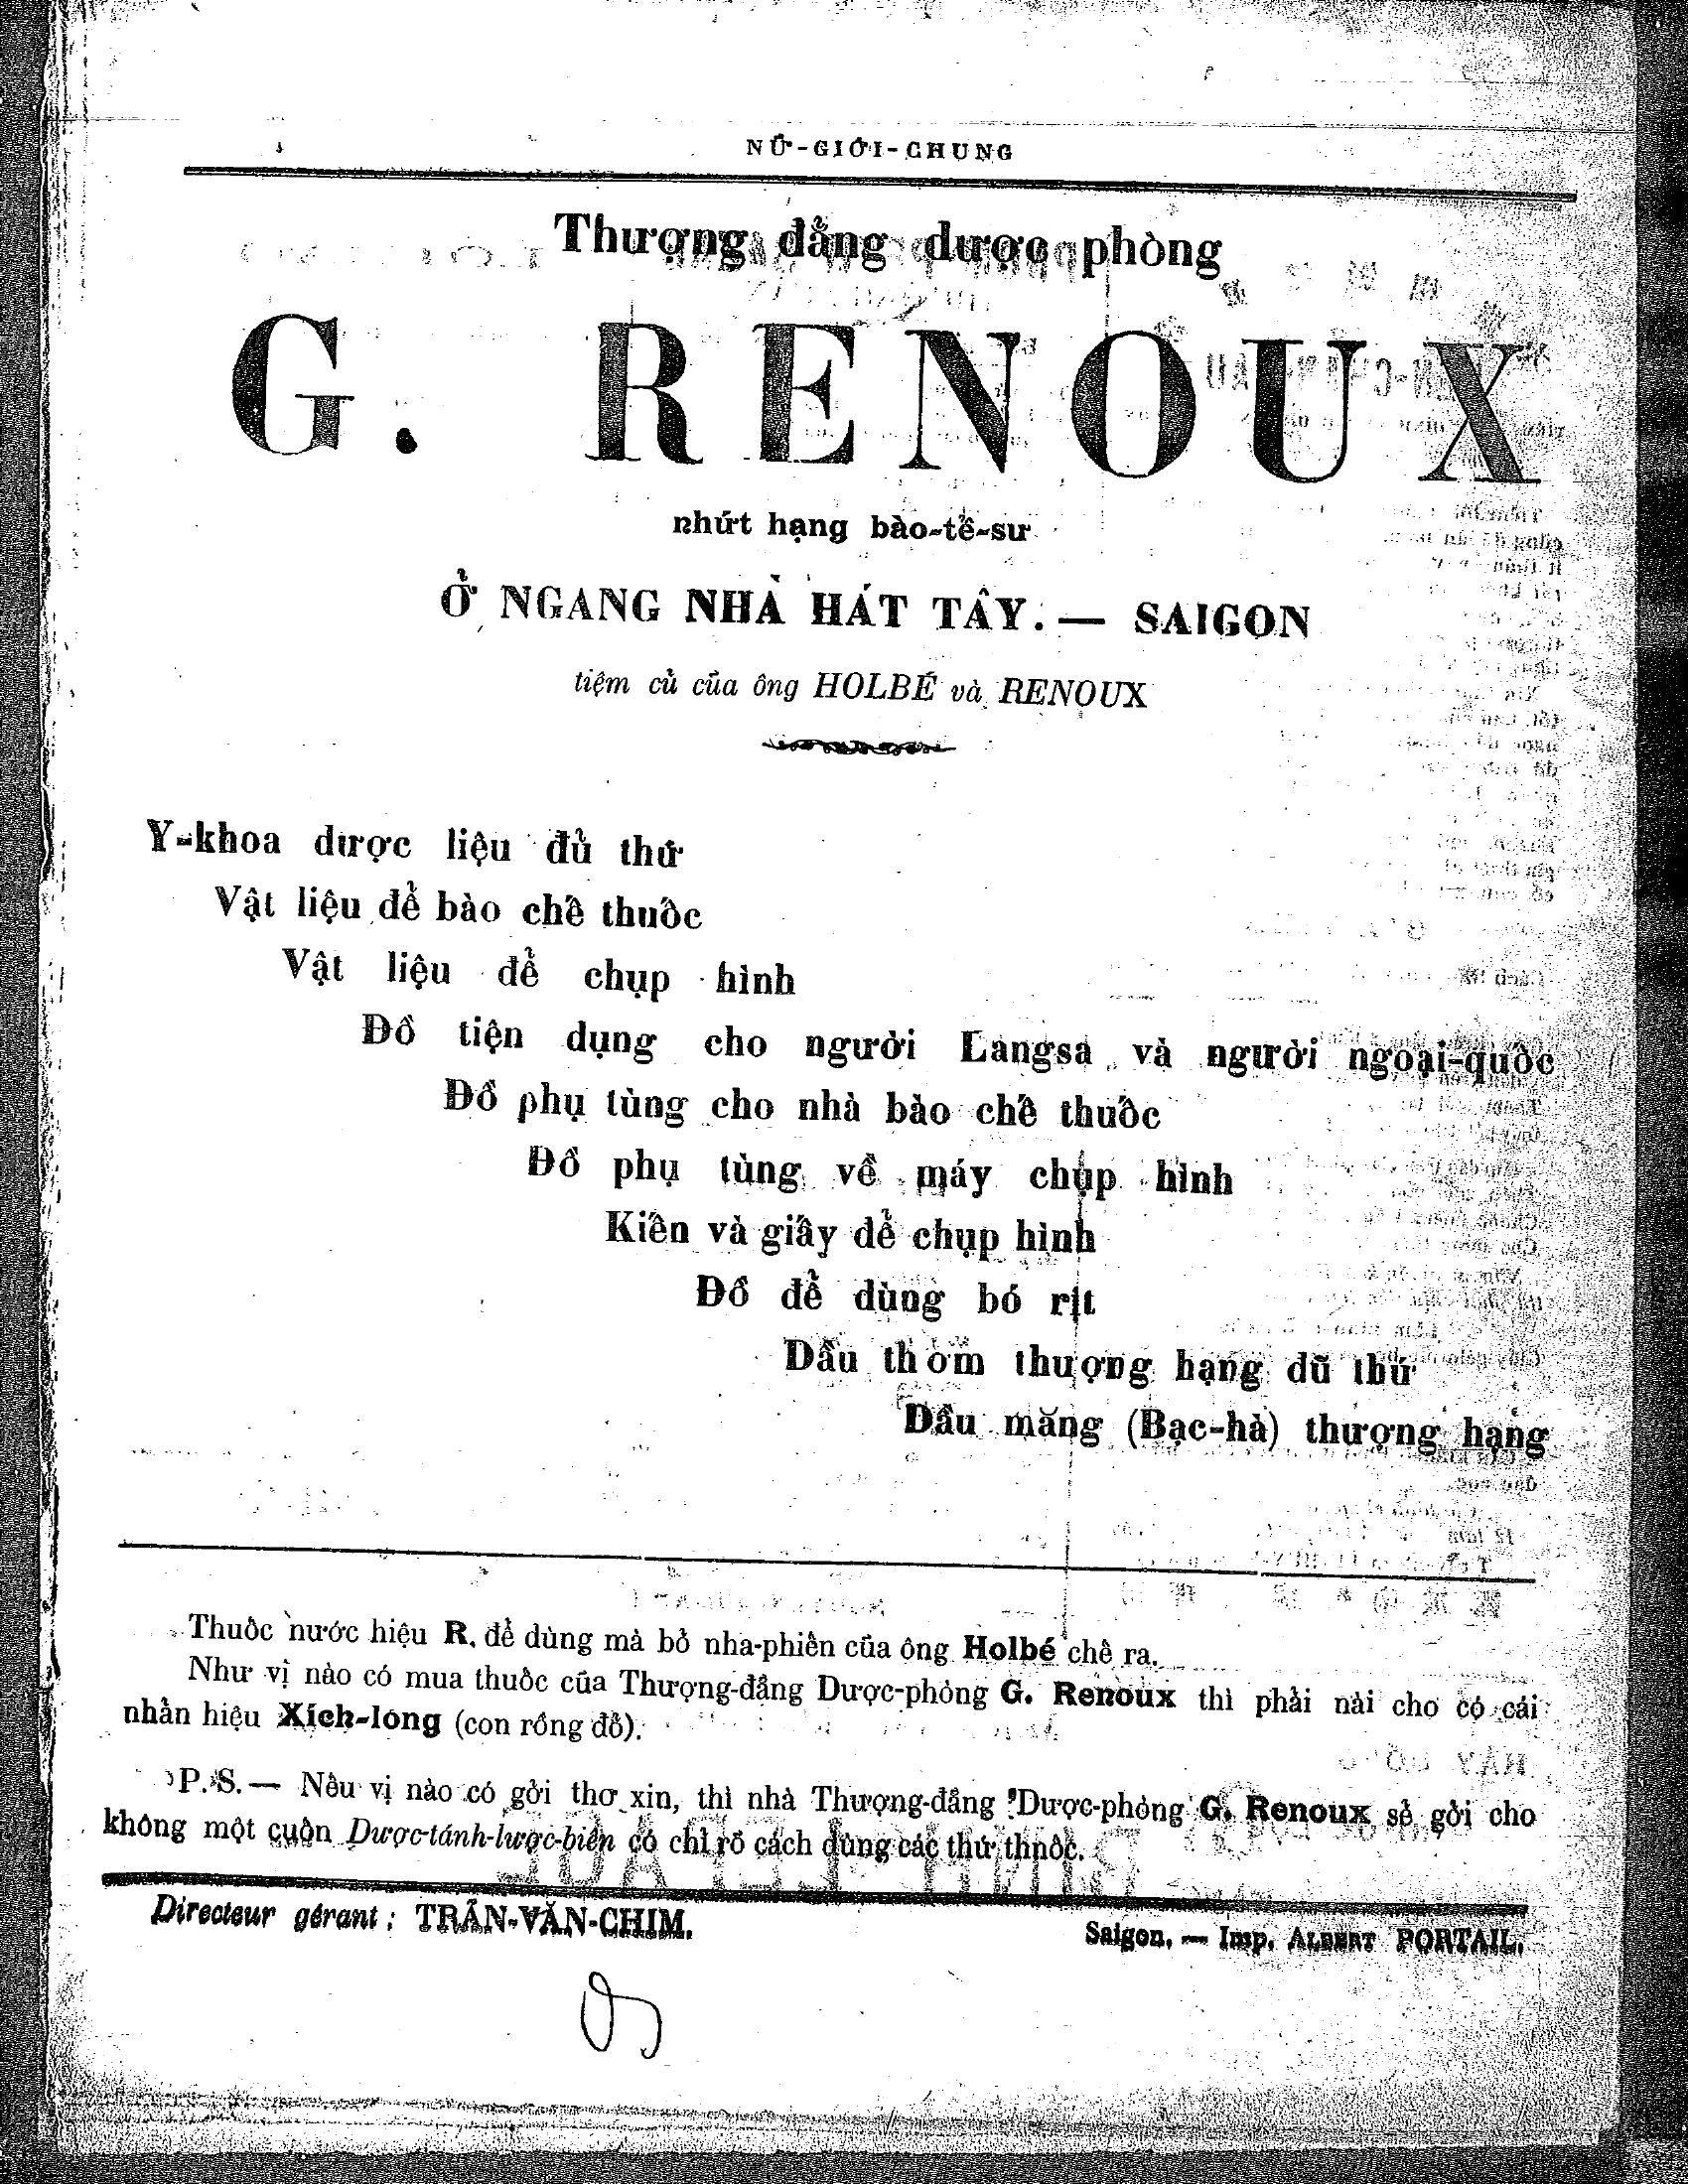 NỮ-GIỚI-CHUNG
Thượng đẳng dược phòng
G. RENOUX
nhứt hạng bào-tế-sư
Ở NGANG NHÀ HÁT TÂY. — SAIGON
tiệm cũ của ông HOLBÉ và RENOUX
Y-khoa dược liệu đủ thứ
Vật liệu để bào chế thuốc
Vật liệu để chụp hình
Đồ tiện dụng cho người Langsa và người ngoại-quốc
Đồ phụ tùng cho nhà bào chế thuốc
Đồ phụ tùng về máy chụp hình
Kiến và giấy để chụp hình
Đồ để dùng bó rịt
Dầu thơm thượng hạng đũ thứ
Dầu măng (Bạc-hà) thượng hạng
Thuốc nước hiệu R. để dùng mà bỏ nha-phiến của ông Holbé chế ra.
Như vị nào có mua thuốc của Thượng-đẳng Dược-phòng G. Renoux thì phải nài cho có cái
nhãn hiệu Xích-long (con rồng đỏ).
P. S. — Nếu vị nào có gởi thơ xin, thì nhà Thượng-đẳng Dược-phòng G. Renoux sẻ gởi cho
không một cuốn Dược-tánh-lược-biên có chỉ rõ cách dùng các thứ thnốc.
Directeur gérant : TRẦN-VĂN-CHIM.
Saigon. — Imp. ALBERT PORTAIL.